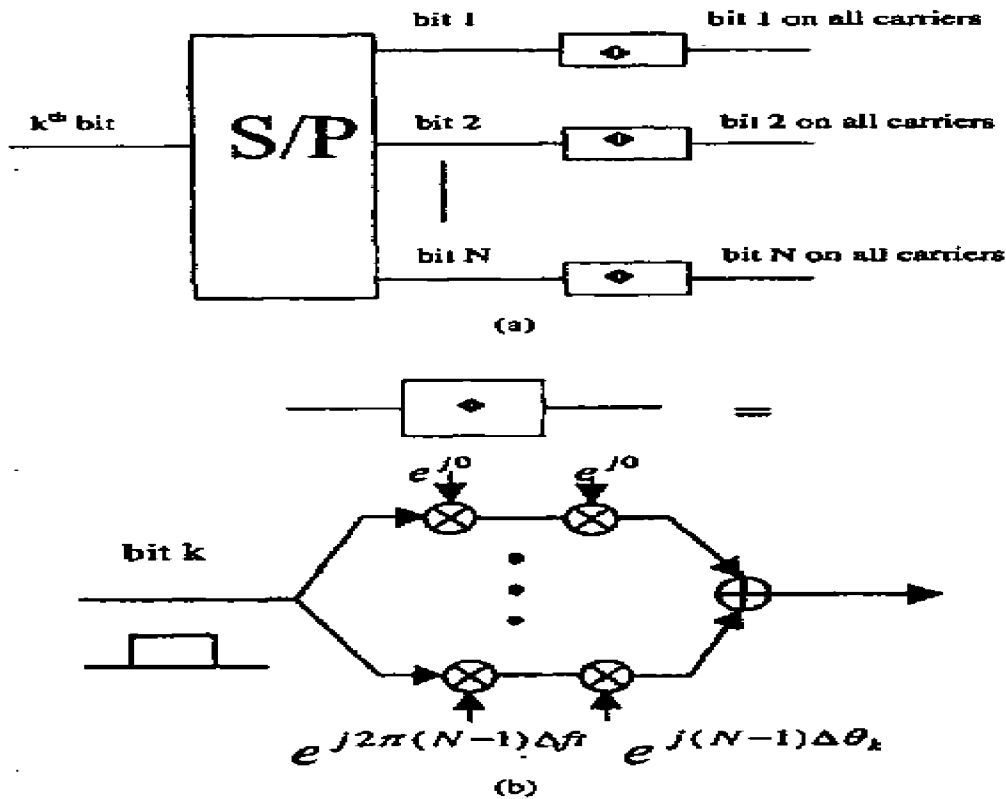 bit 1
bit 1 on all carriers
k^th bit
S/P
bit 2
bit 2 on all carriers
bit N
bit N on all carriers
(a)
=
e^{j0}
e^{j0}
bit k
e^{j2π(N-1)Δft}
e^{j(N-1)Δθ_k}
(b)